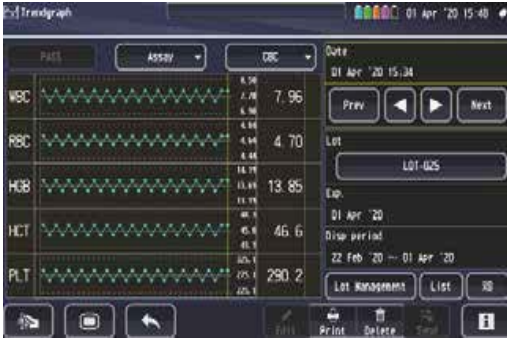 Trendgraph
01 Apr '20 15:48
PASS
Assay
CBC
Date
01 Apr '20 15:34
Prev
Next
WBC
7.96
RBC
4.70
Lot
LOT-025
HGB
13.85
Exp.
01 Apr '20
HCT
46.6
Disp period
22 Feb '20 ~ 01 Apr '20
PLT
290.2
Lot Management
List
Edit
Print
Delete
Send